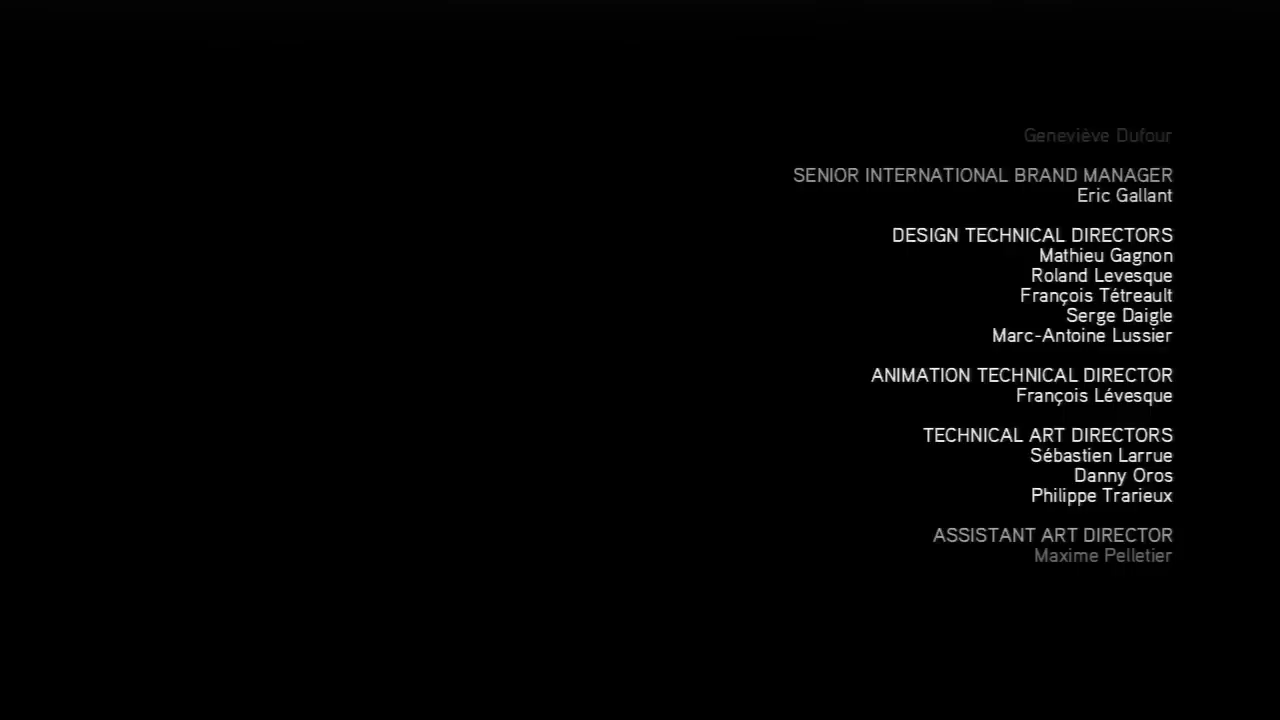 Geneviève Dufour
SENIOR INTERNATIONAL BRAND MANAGER
Eric Gallant
DESIGN TECHNICAL DIRECTORS
Mathieu Gagnon
Roland Levesque
François Tétreault
Serge Daigle
Marc-Antoine Lussier
ANIMATION TECHNICAL DIRECTOR
François Lévesque
TECHNICAL ART DIRECTORS
Sébastien Larrue
Danny Oros
Philippe Trarieux
ASSISTANT ART DIRECTOR
Maxime Pelletier